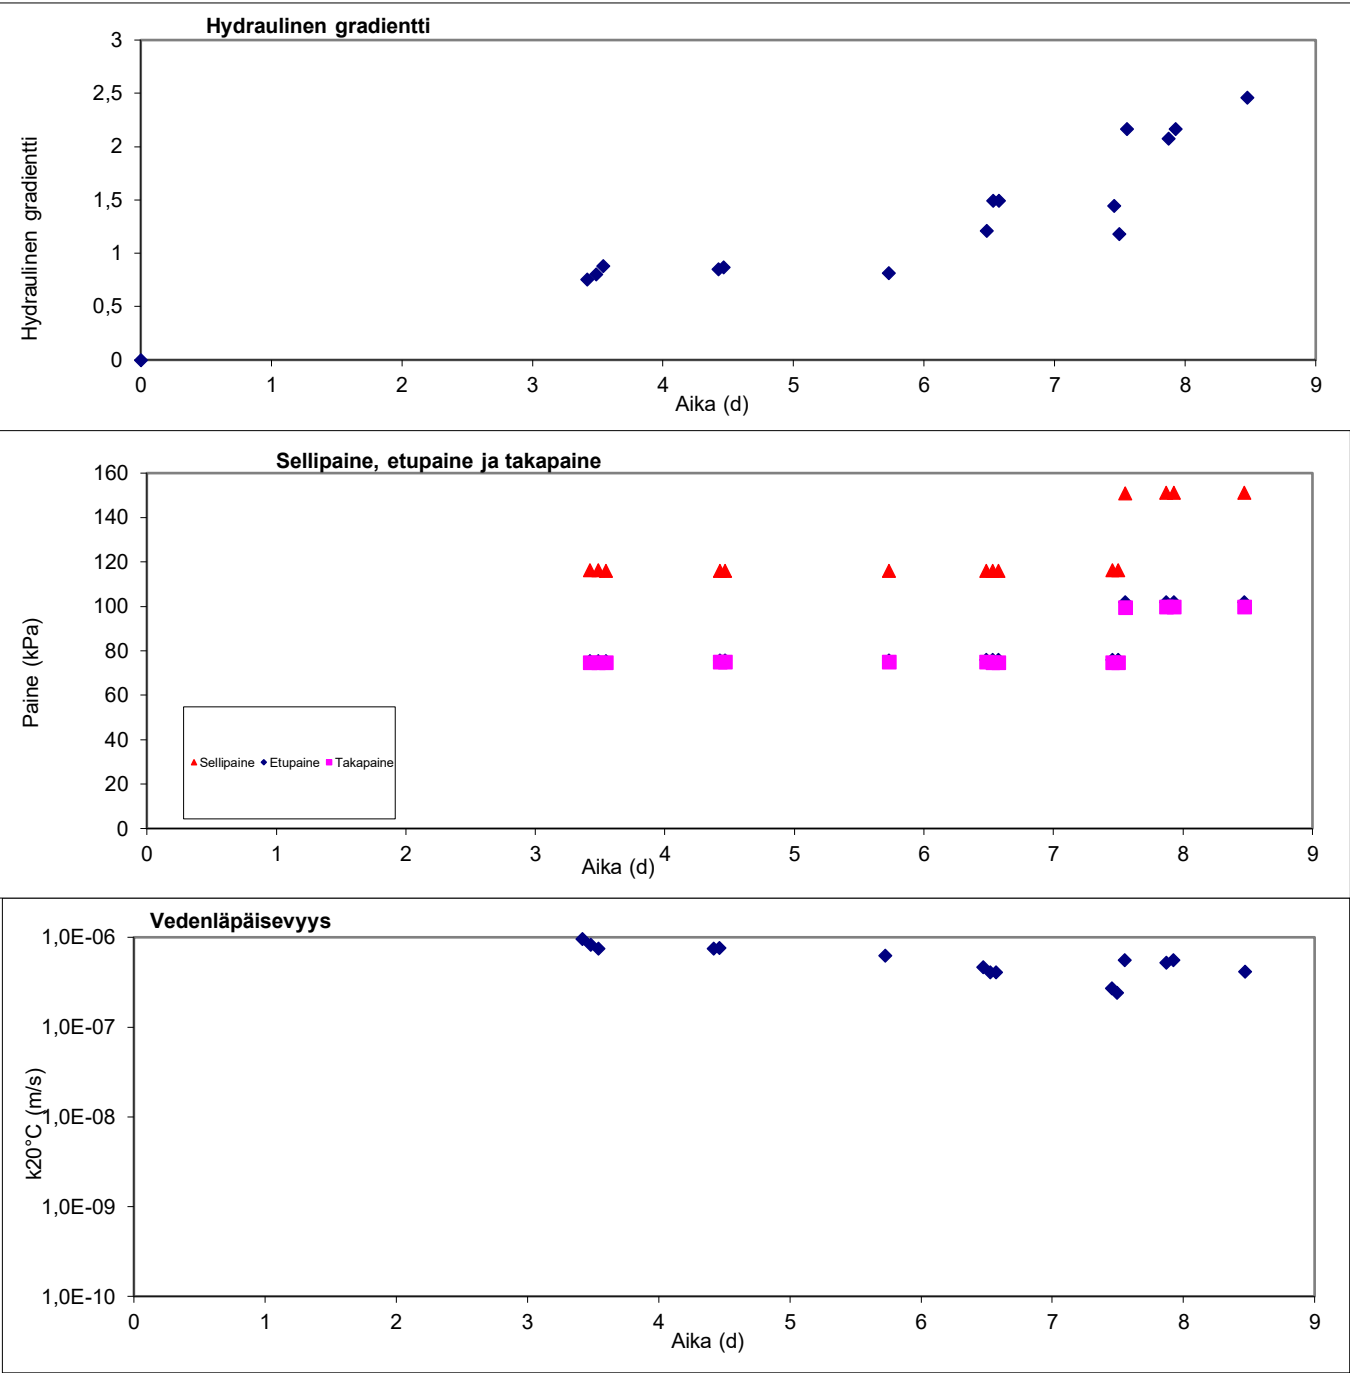 Hydraulinen gradientti
3
2,5
2
1,5
1
0,5
0
Hydraulinen gradientti
0 1 2 3 4 5 6 7 8 9
Aika (d)
Sellipaine, etupaine ja takapaine
160
140
120
100
80
60
40
20
0
Paine (kPa)
Sellipaine Etupaine Takapaine
0 1 2 3 4 5 6 7 8 9
Aika (d)
Vedenläpäisevyys
1,0E-06
1,0E-07
1,0E-08
1,0E-09
1,0E-10
k20°C (m/s)
0 1 2 3 4 5 6 7 8 9
Aika (d)